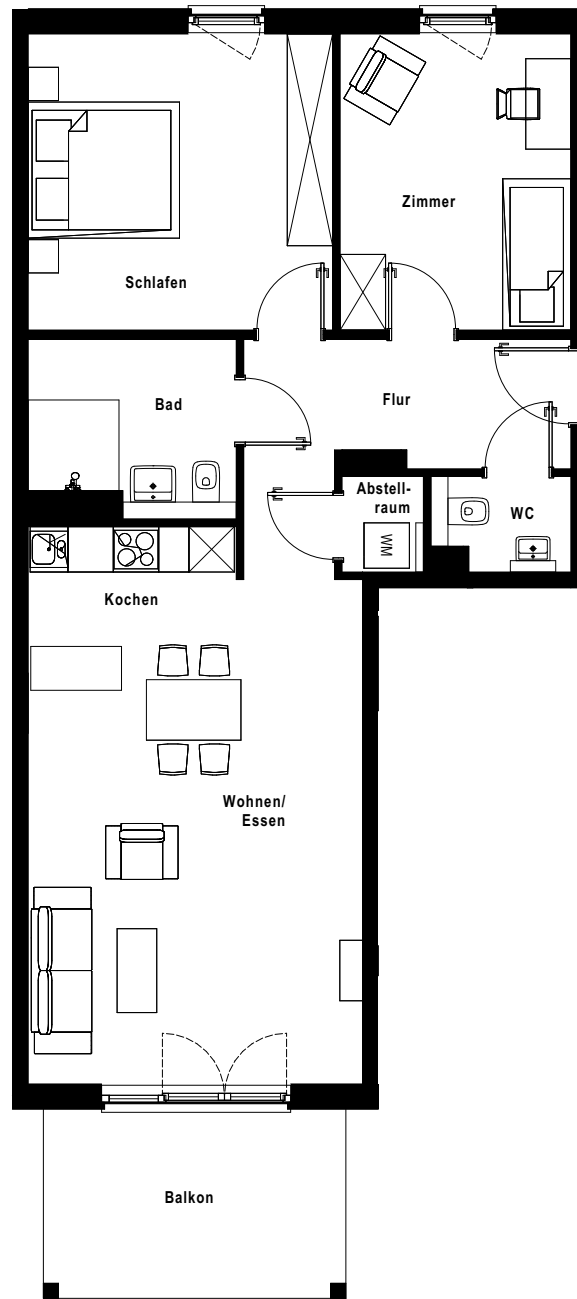 Zimmer
Schlafen
Bad
Flur
Abstell-
raum
WC
WM
Kochen
Wohnen/
Essen
Balkon